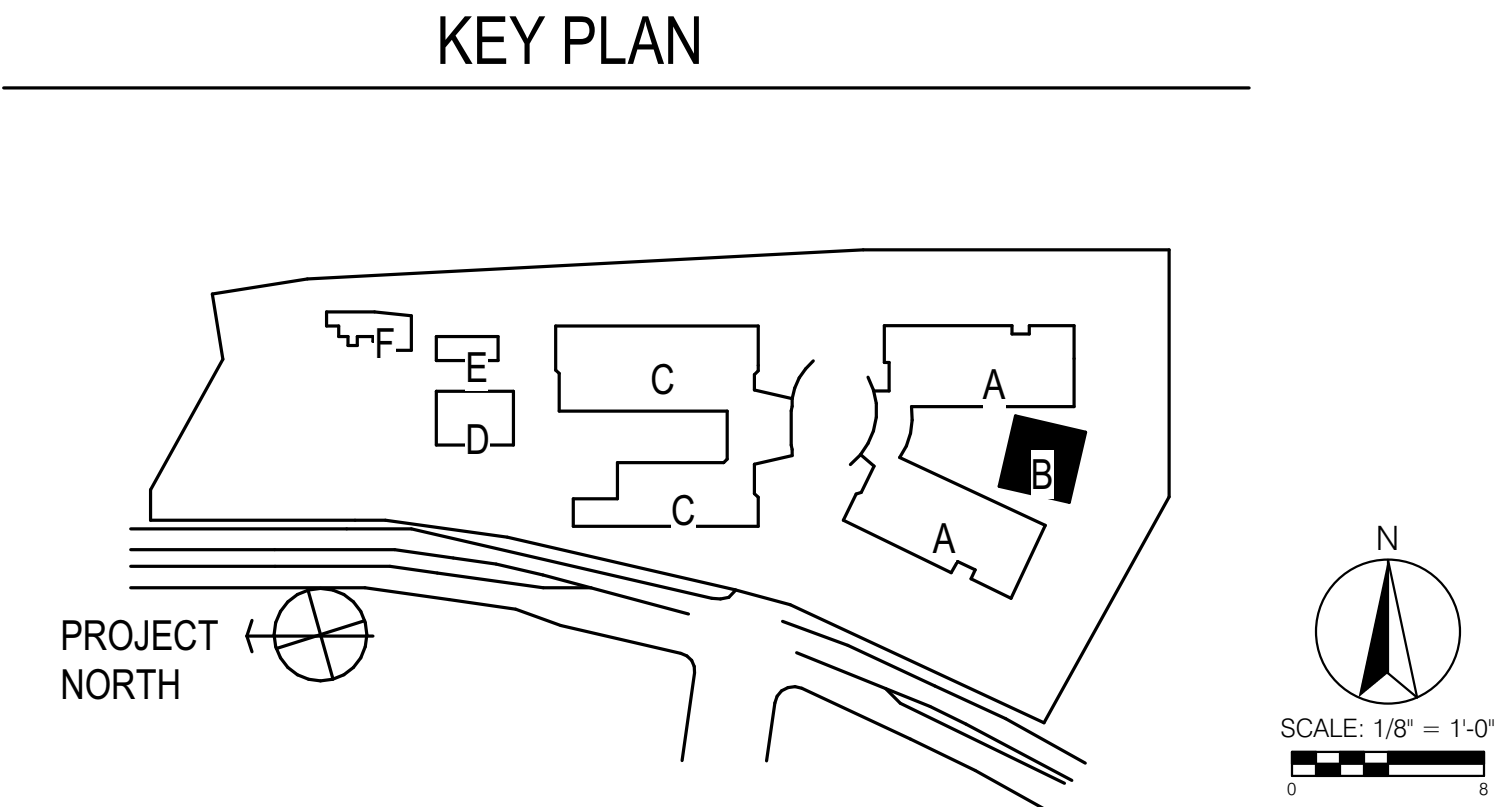 KEY PLAN
F
E
C
A
D
B
C
A
N
PROJECT
NORTH
SCALE: 1/8" = 1'-0"
0 8